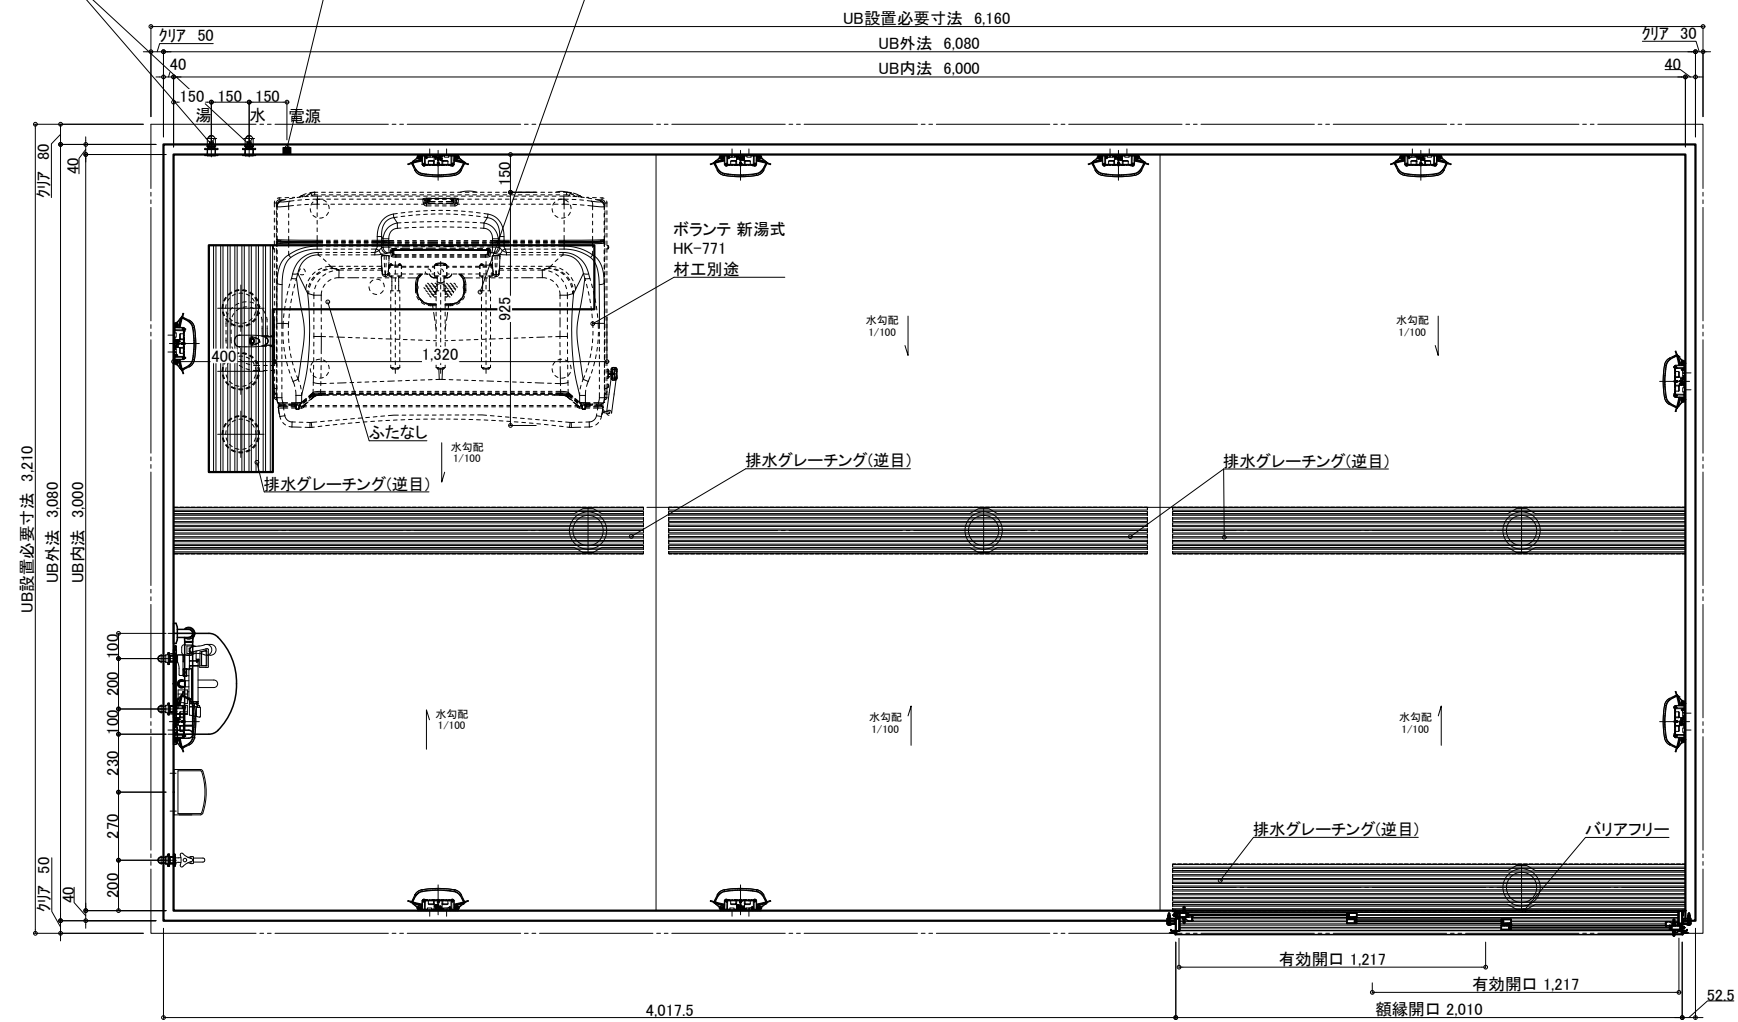 UB設置必要寸法 6,160
クリア 50
UB外法 6,080
クリア 30
40
UB内法 6,000
40
150
150
150
湯
水
電源
クリア 80
40
150
ボランテ 新湯式
HK-771
材工別途
925
水勾配
1/100
水勾配
1/100
400
1,320
ふたなし
水勾配
1/100
排水グレーチング(逆目)
排水グレーチング(逆目)
排水グレーチング(逆目)
UB設置必要寸法 3,210
UB外法 3,080
UB内法 3,000
100
200
100
230
270
200
水勾配
1/100
水勾配
1/100
水勾配
1/100
クリア 50
40
排水グレーチング(逆目)
バリアフリー
有効開口 1,217
有効開口 1,217
4,017.5
額縁開口 2,010
52.5